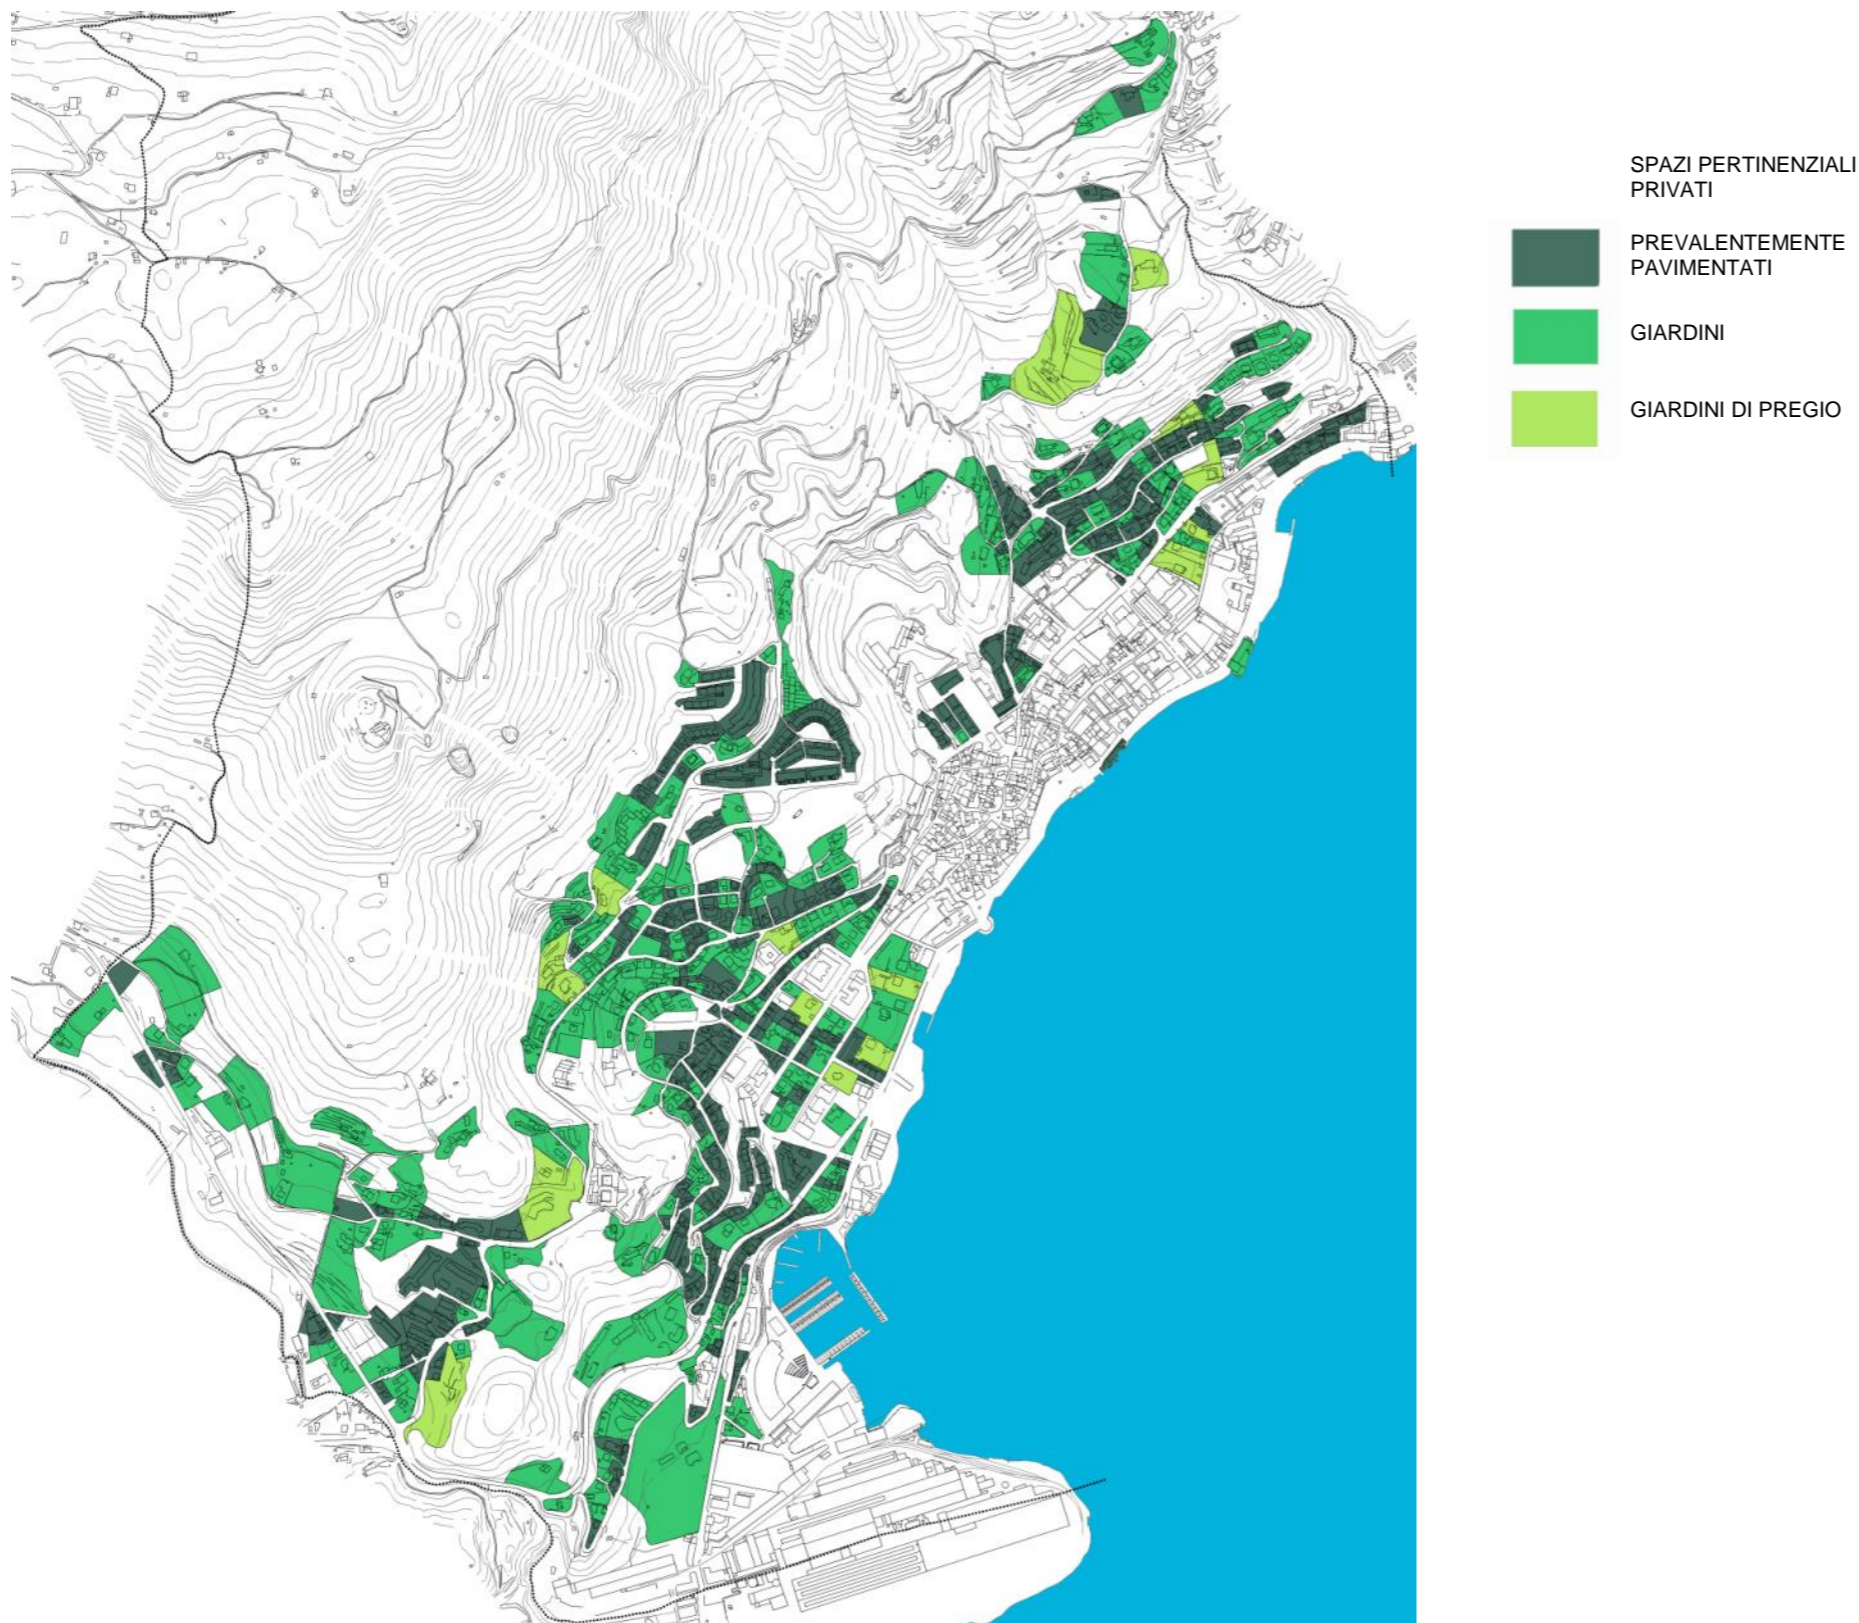 SPAZI PERTINENZIALI
PRIVATI
PREVALENTEMENTE
PAVIMENTATI
GIARDINI
GIARDINI DI PREGIO